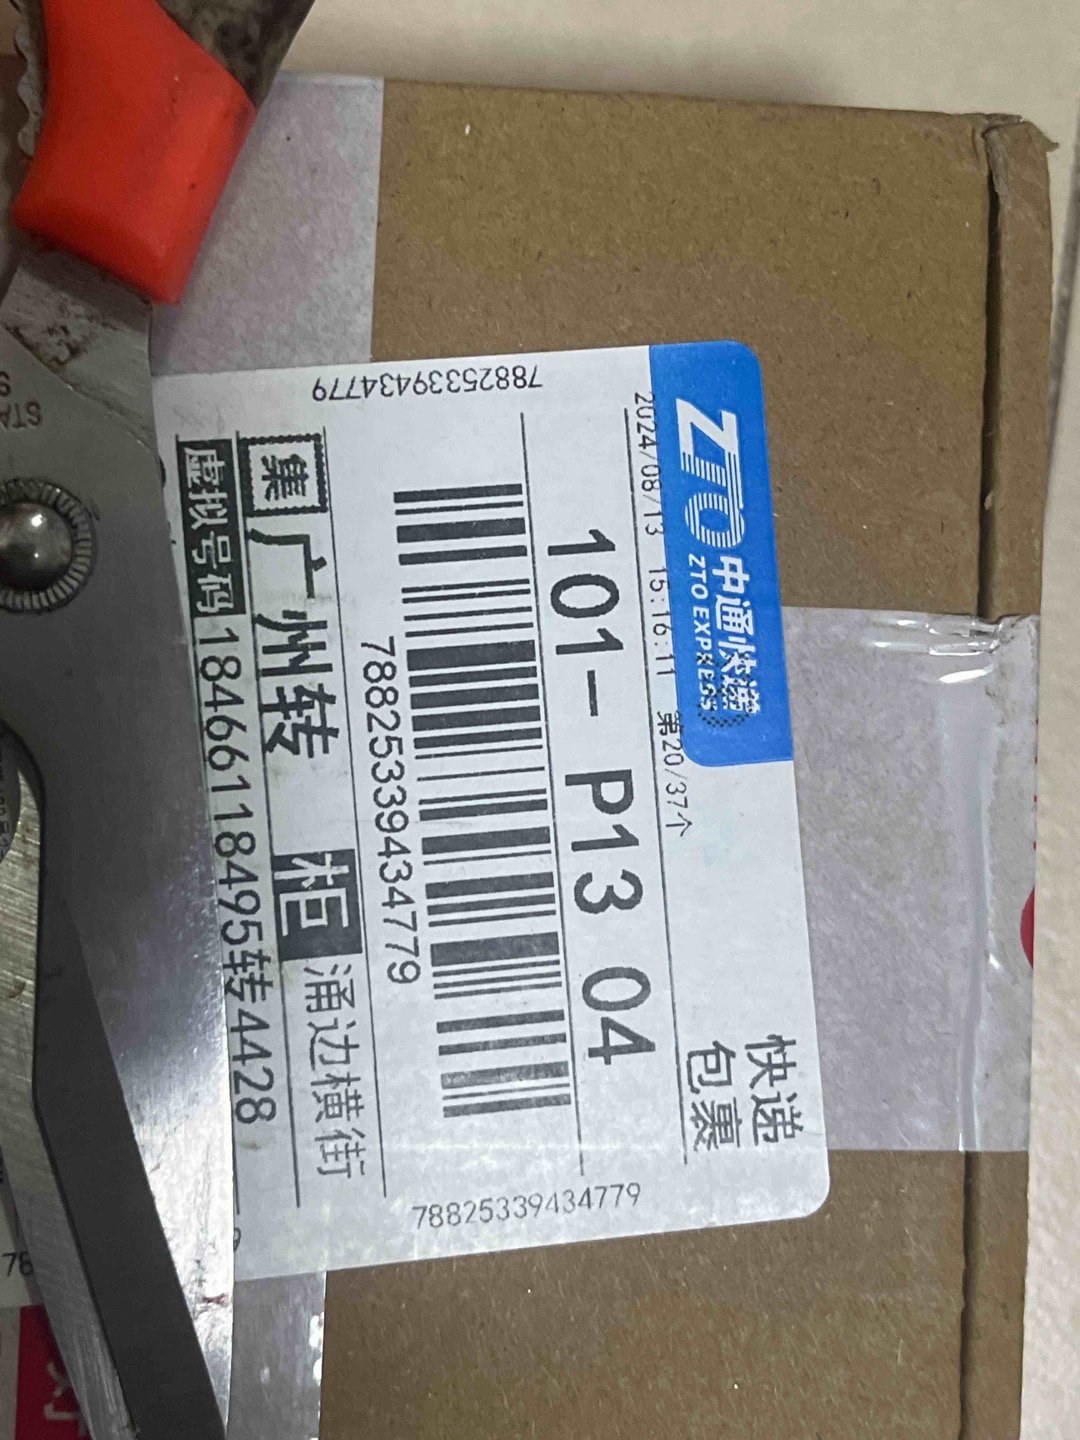 ZTO 中通快递
ZTO EXPRESS
快递
包裹
2024/08/13 15:16:11 第20/37个
101- P13 04
78825339434779
78825339434779
78825339434779
集 广州转 柜 涌边横街
虚拟号码18466118495转4428
STA
S
78